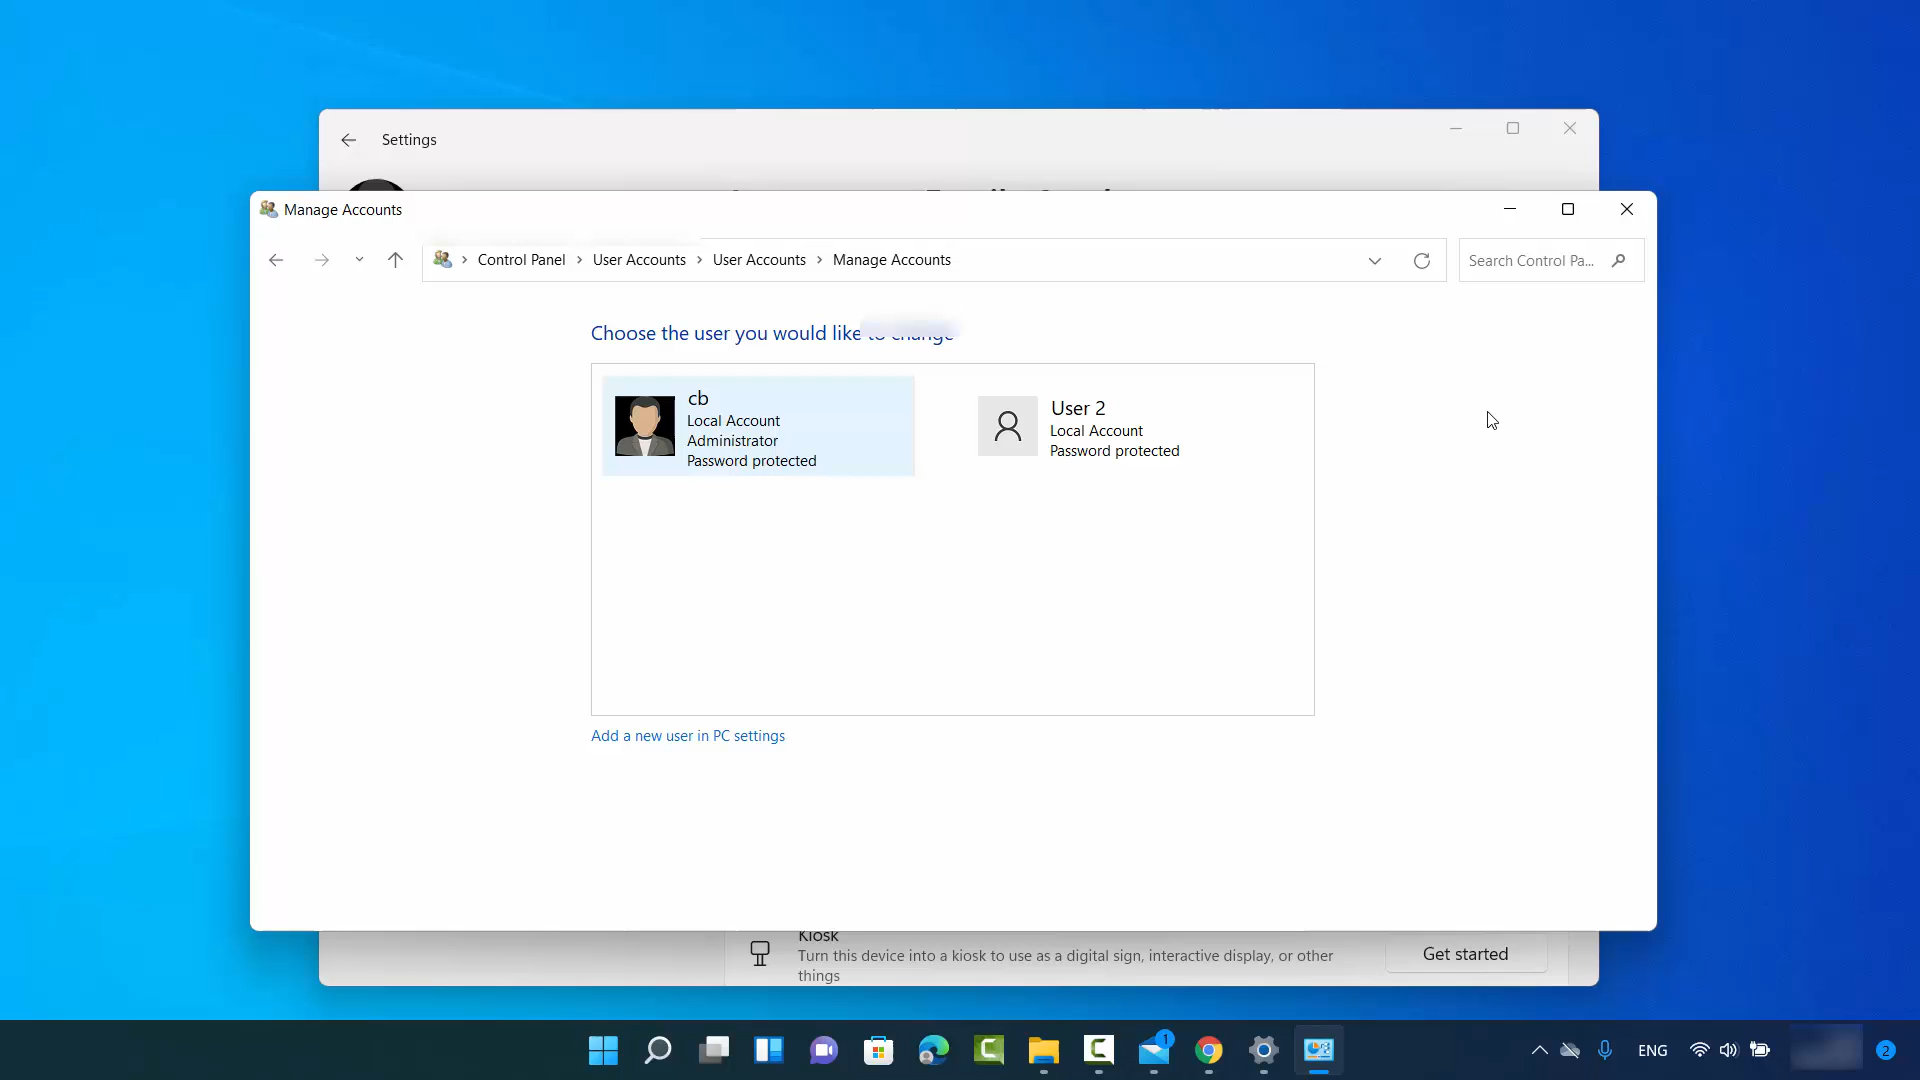 Settings
Manage Accounts
Control Panel > User Accounts > User Accounts > Manage Accounts
Search Control Pa...
Choose the user you would like to change
cb
Local Account
Administrator
Password protected
User 2
Local Account
Password protected
Add a new user in PC settings
Kiosk
Turn this device into a kiosk to use as a digital sign, interactive display, or other
things
Get started
1
ENG
2